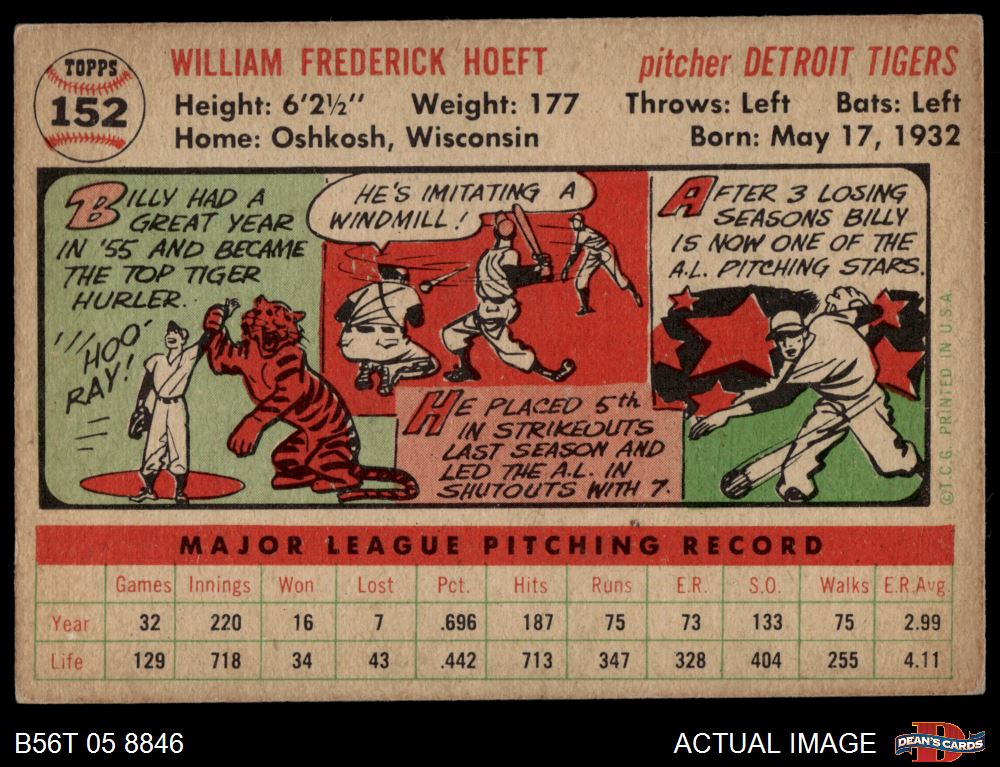 TOPPS
152
WILLIAM FREDERICK HOEFT
pitcher DETROIT TIGERS
Height: 6'2½" Weight: 177 Throws: Left Bats: Left
Home: Oshkosh, Wisconsin Born: May 17, 1932
BILLY HAD A
GREAT YEAR
IN '55 AND BECAME
THE TOP TIGER
HURLER.
HOO
RAY!
HE'S IMITATING A
WINDMILL!
HE PLACED 5th
IN STRIKEOUTS
LAST SEASON AND
LED THE A.L. IN
SHUTOUTS WITH 7.
AFTER 3 LOSING
SEASONS BILLY
IS NOW ONE OF THE
A.L. PITCHING STARS.
©T.C.G. PRINTED IN U.S.A.
MAJOR LEAGUE PITCHING RECORD
Games Innings Won Lost Pct. Hits Runs E.R. S.O. Walks E.R.Avg.
Year 32 220 16 7 .696 187 75 73 133 75 2.99
Life 129 718 34 43 .442 713 347 328 404 255 4.11
B56T 05 8846
ACTUAL IMAGE
D
DEAN'S CARDS